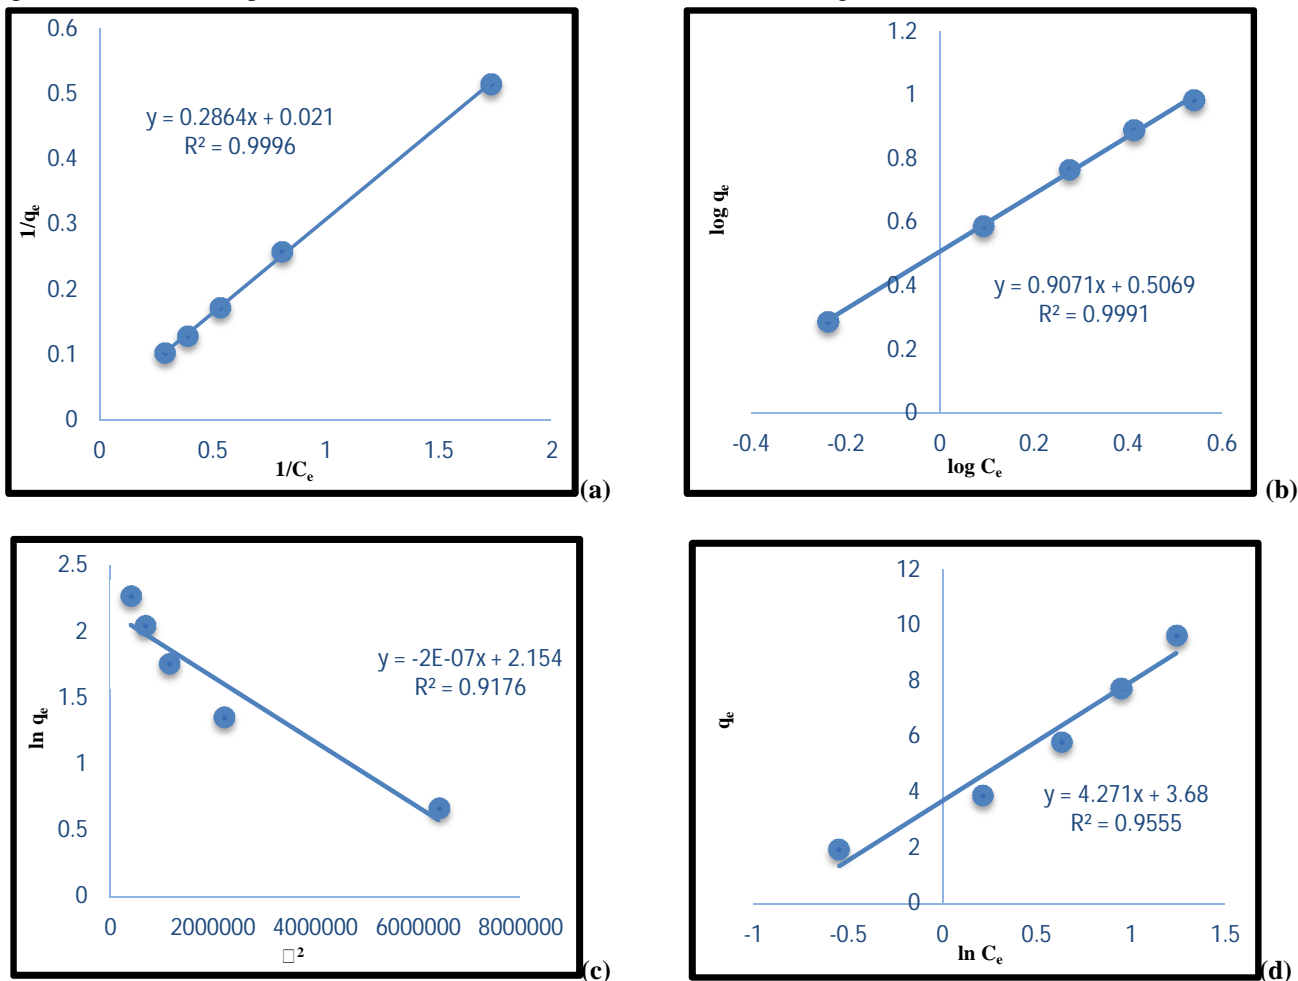 0.6
0.5
0.4
0.3
0.2
0.1
0
0 0.5 1 1.5 2
y = 0.2864x + 0.021
R² = 0.9996
1/qe
1/Ce
(a)
1.2
1
0.8
0.6
0.4
0.2
0
-0.4 -0.2 0 0.2 0.4 0.6
y = 0.9071x + 0.5069
R² = 0.9991
log qe
log Ce
(b)
2.5
2
1.5
1
0.5
0
0 2000000 4000000 6000000 8000000
y = -2E-07x + 2.154
R² = 0.9176
ln qe
□²
(c)
12
10
8
6
4
2
0
-1 -0.5 0 0.5 1 1.5
y = 4.271x + 3.68
R² = 0.9555
qe
ln Ce
(d)